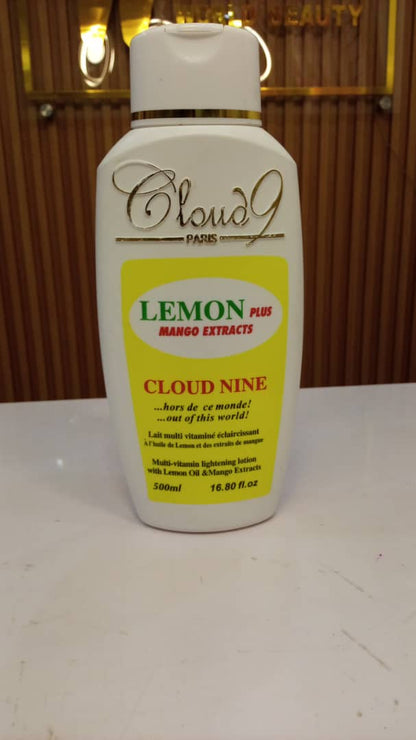 BEAUTY
Cloud9
PARIS
LEMON PLUS
MANGO EXTRACTS
CLOUD NINE
...hors de ce monde!
...out of this world!
Lait multi vitaminé éclaircissant
à l'huile de Lemon et des extraits de mangue
Multi-vitamin lightening lotion
with Lemon Oil &Mango Extracts
500ml 16.80 fl.oz